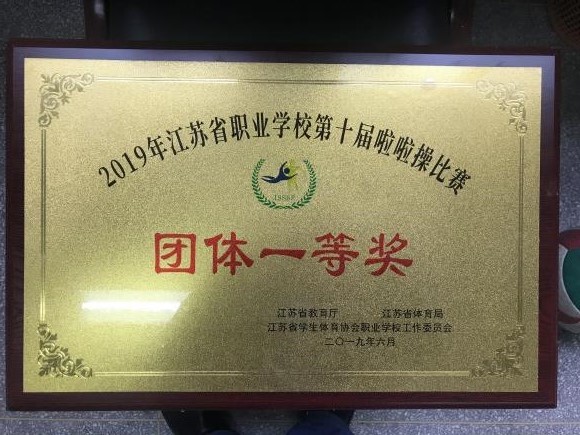 2019年江苏省职业学校第十届啦啦操比赛
团体一等奖
江苏省教育厅 江苏省体育局
江苏省学生体育协会职业学校工作委员会
二〇一九年六月